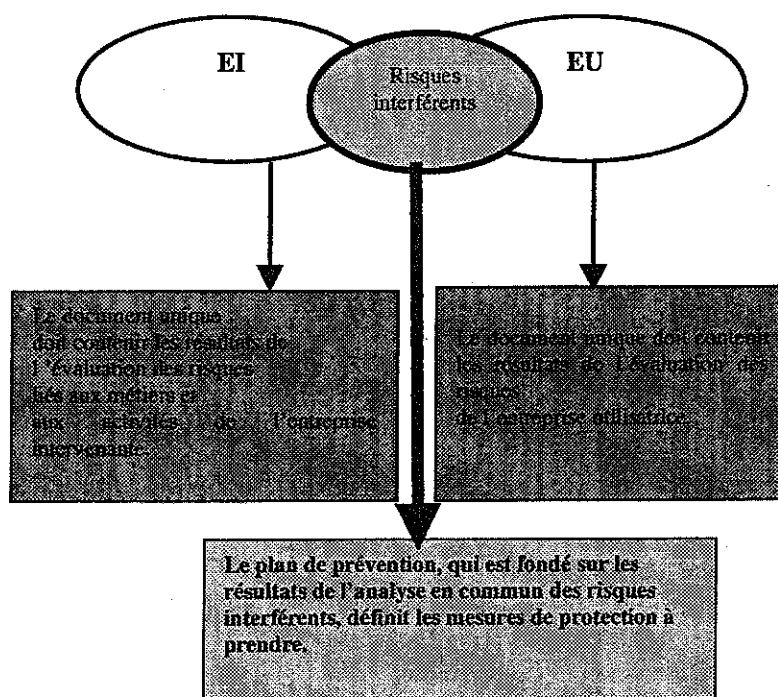 EI
EU
Risques
interférents
Le document unique
doit contenir les résultats de
l'évaluation des risques
liés aux métiers et
aux activités de l'entreprise
intervenante.
Le document unique doit contenir
les résultats de l'évaluation des
risques
de l'entreprise utilisatrice.
Le plan de prévention, qui est fondé sur les
résultats de l'analyse en commun des risques
interférents, définit les mesures de protection à
prendre.